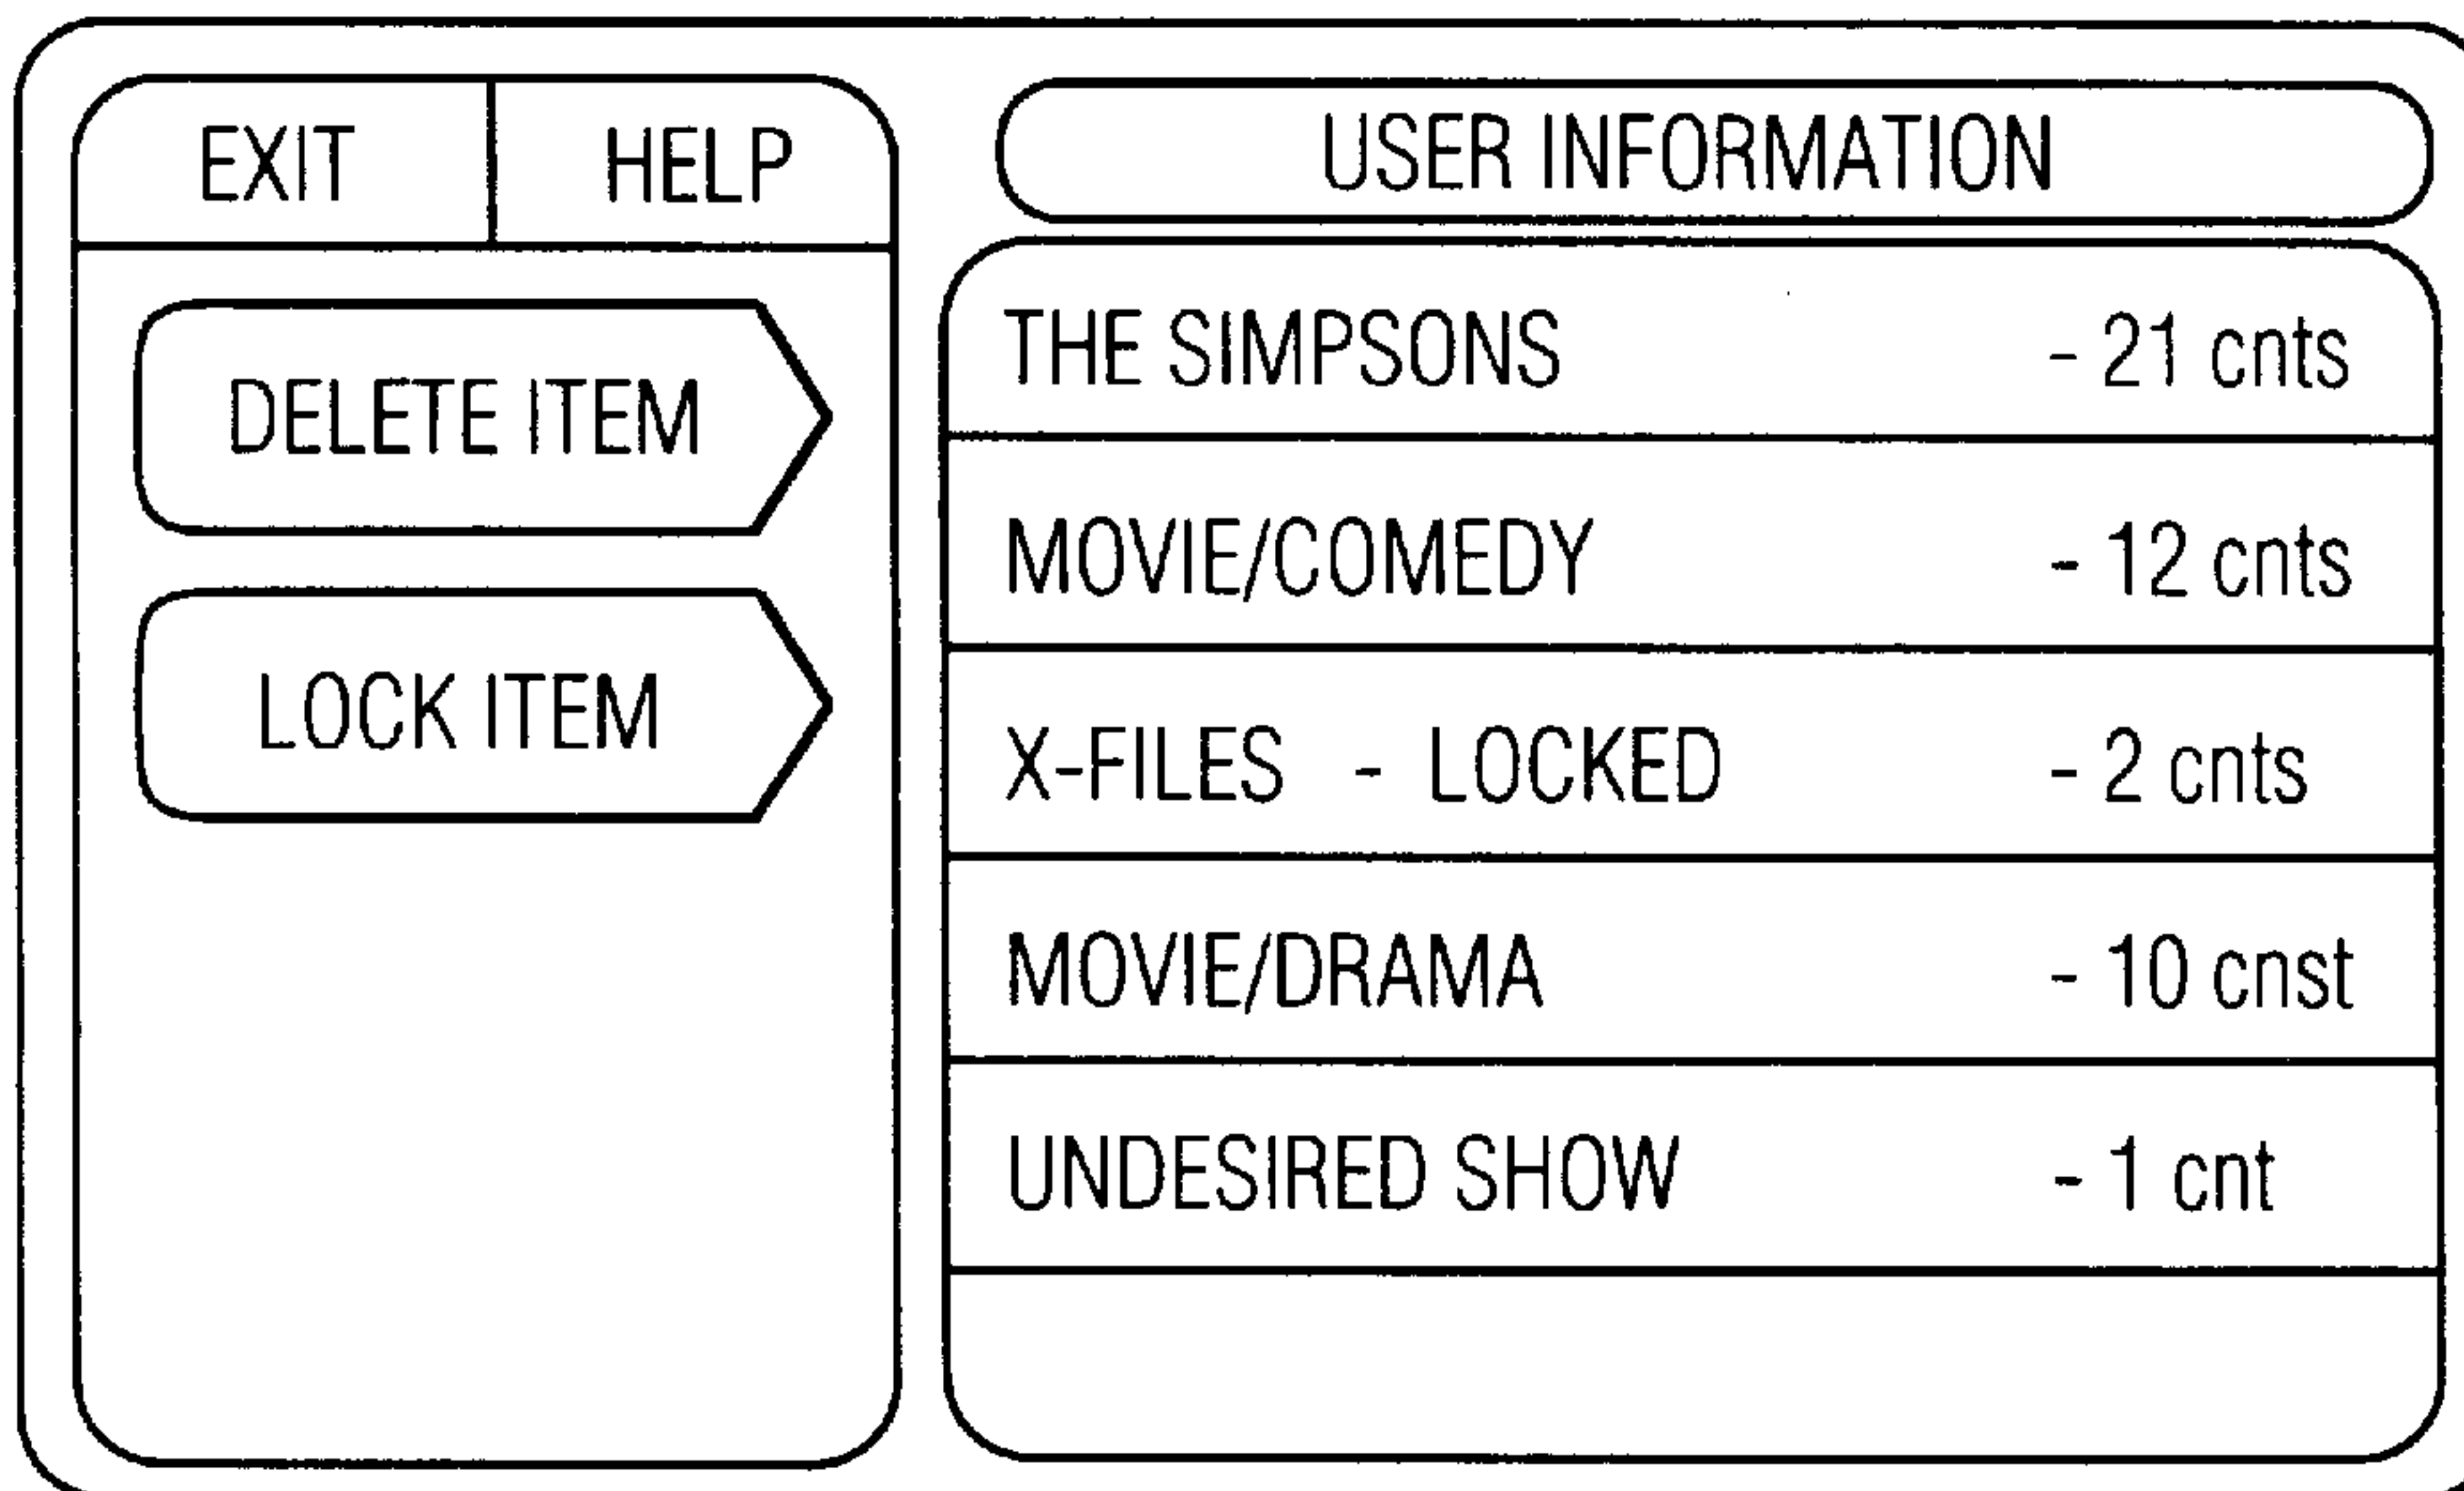 EXIT HELP
DELETE ITEM
LOCK ITEM
USER INFORMATION
THE SIMPSONS - 21 cnts
MOVIE/COMEDY - 12 cnts
X-FILES - LOCKED - 2 cnts
MOVIE/DRAMA - 10 cnst
UNDESIRED SHOW - 1 cnt